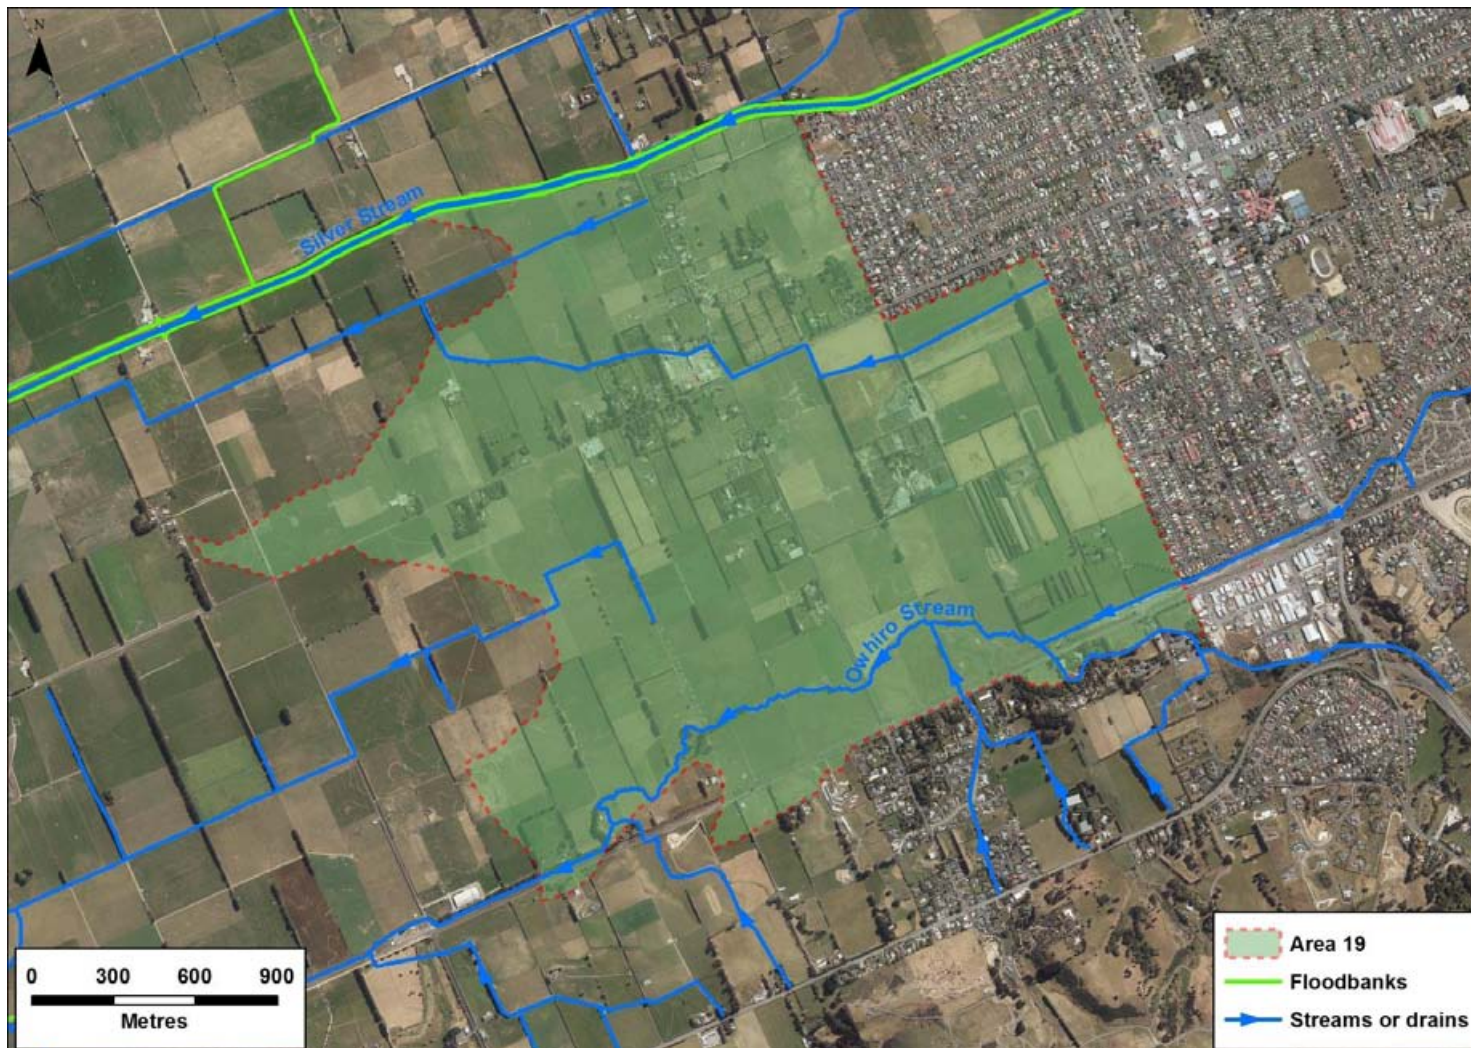 N
Silver Stream
Owhiro Stream
0 300 600 900
Metres
Area 19
Floodbanks
Streams or drains